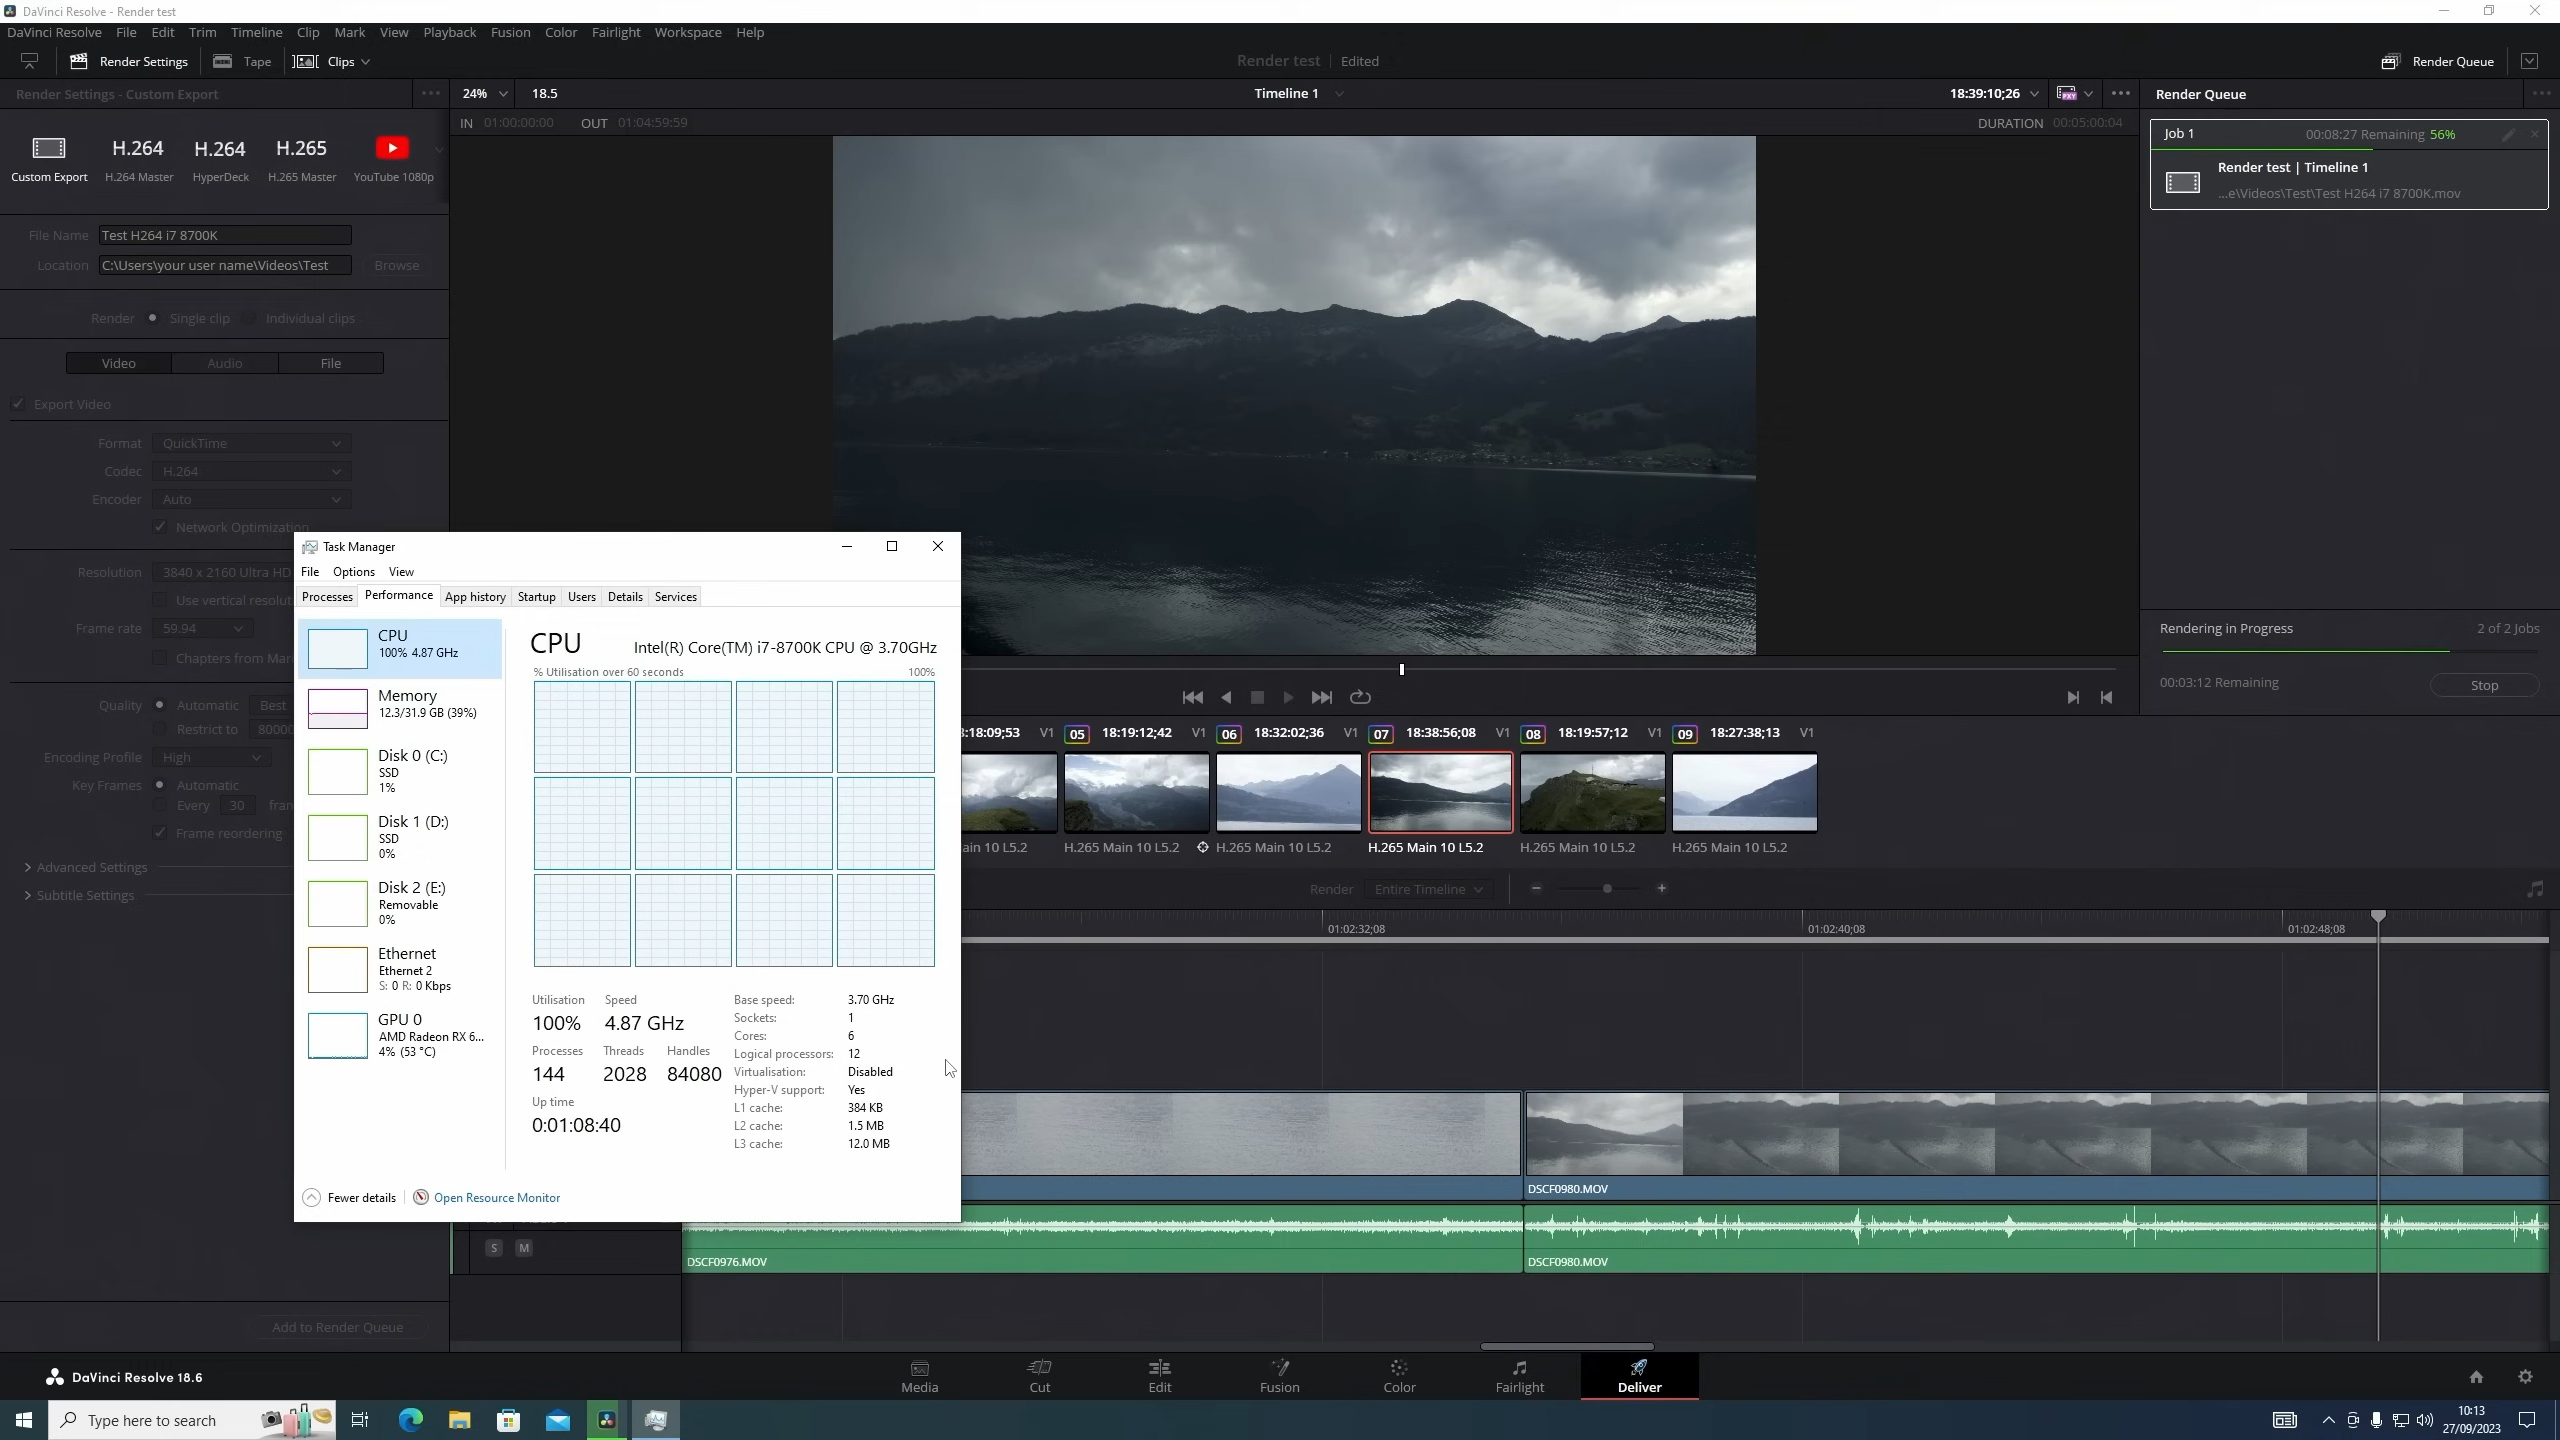 DaVinci Resolve - Render test
DaVinci Resolve File Edit Trim Timeline Clip Mark View Playback Fusion Color Fairlight Workspace Help
Render Settings Tape Clips Render test Edited Render Queue
Render Settings - Custom Export 24% 18.5 Timeline 1 18:39:10;26 Render Queue
IN 01:00:00:00 OUT 01:04:59:59 DURATION 00:05:00:04
H.264 H.264 H.265
Custom Export H.264 Master HyperDeck H.265 Master YouTube 1080p
Job 1 00:08:27 Remaining 56%
Render test | Timeline 1
...e\Videos\Test\Test H264 i7 8700K.mov
File Name Test H264 i7 8700K
Location C:\Users\your user name\Videos\Test Browse
Render Single clip Individual clips
Video Audio File
Export Video
Format QuickTime
Codec H.264
Encoder Auto
Network Optimization
Resolution 3840 x 2160 Ultra HD
Use vertical resolut
Frame rate 59.94
Chapters from Mar
Quality Automatic Best
Restrict to 80000
Encoding Profile High
Key Frames Automatic
Every 30 fran
Frame reordering
Advanced Settings
Subtitle Settings
Add to Render Queue
Task Manager
File Options View
Processes Performance App history Startup Users Details Services
CPU
100% 4.87 GHz
Memory
12.3/31.9 GB (39%)
Disk 0 (C:)
SSD
1%
Disk 1 (D:)
SSD
0%
Disk 2 (E:)
Removable
0%
Ethernet
Ethernet 2
S: 0 R: 0 Kbps
GPU 0
AMD Radeon RX 6...
4% (53 °C)
CPU Intel(R) Core(TM) i7-8700K CPU @ 3.70GHz
% Utilisation over 60 seconds 100%
Utilisation Speed
100% 4.87 GHz
Processes Threads Handles
144 2028 84080
Up time
0:01:08:40
Base speed: 3.70 GHz
Sockets: 1
Cores: 6
Logical processors: 12
Virtualisation: Disabled
Hyper-V support: Yes
L1 cache: 384 KB
L2 cache: 1.5 MB
L3 cache: 12.0 MB
Fewer details Open Resource Monitor
Rendering in Progress 2 of 2 Jobs
00:03:12 Remaining Stop
:18:09;53 V1 05 18:19:12;42 V1 06 18:32:02;36 V1 07 18:38:56;08 V1 08 18:19:57;12 V1 09 18:27:38;13 V1
ain 10 L5.2 H.265 Main 10 L5.2 H.265 Main 10 L5.2 H.265 Main 10 L5.2 H.265 Main 10 L5.2 H.265 Main 10 L5.2
Render Entire Timeline
01:02:32;08 01:02:40;08 01:02:48;08
DSCF0980.MOV
S M
DSCF0976.MOV DSCF0980.MOV
DaVinci Resolve 18.6
Media Cut Edit Fusion Color Fairlight Deliver
Type here to search
10:13
27/09/2023